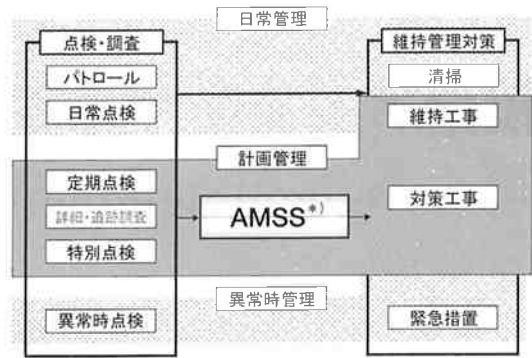 日常管理
点検・調査
維持管理対策
パトロール
清掃
日常点検
維持工事
計画管理
定期点検
詳細・追跡調査
AMSS*)
対策工事
特別点検
異常時管理
異常時点検
緊急措置